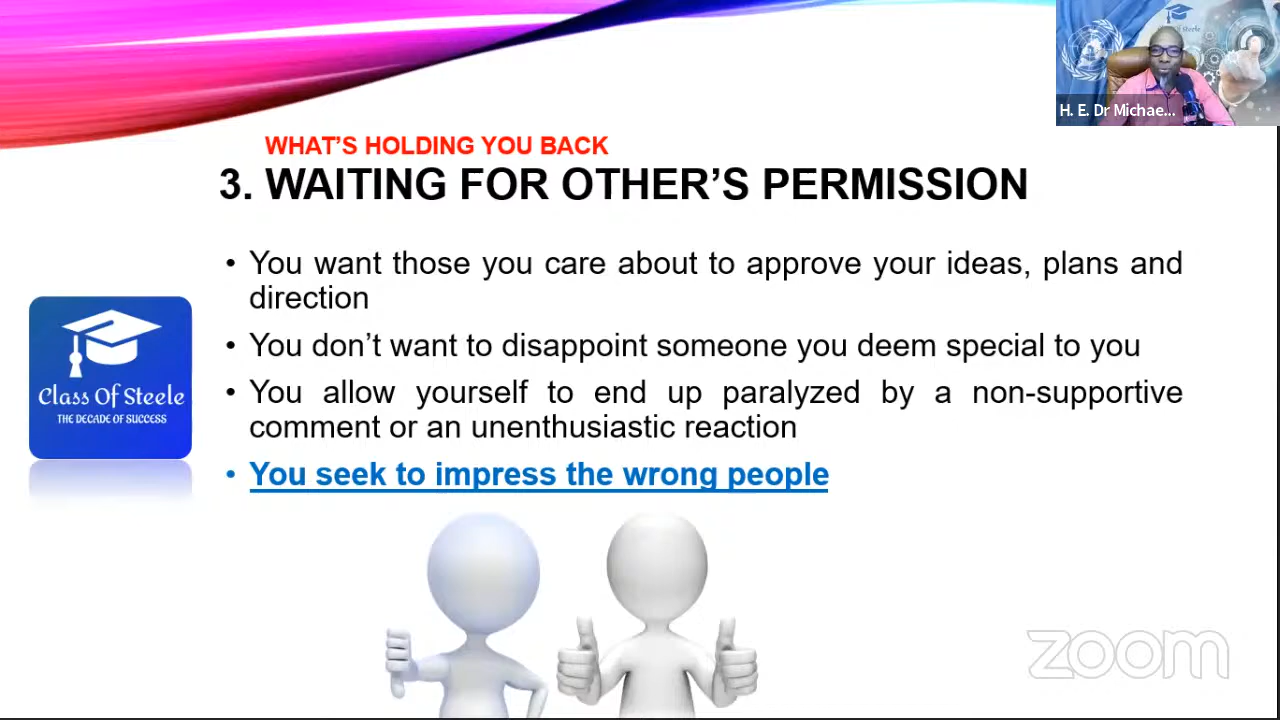 H. E. Dr Michae...
WHAT'S HOLDING YOU BACK
3. WAITING FOR OTHER'S PERMISSION
• You want those you care about to approve your ideas, plans and
direction
• You don't want to disappoint someone you deem special to you
• You allow yourself to end up paralyzed by a non-supportive
comment or an unenthusiastic reaction
• You seek to impress the wrong people
Class Of Steele
THE DECADE OF SUCCESS
zoom